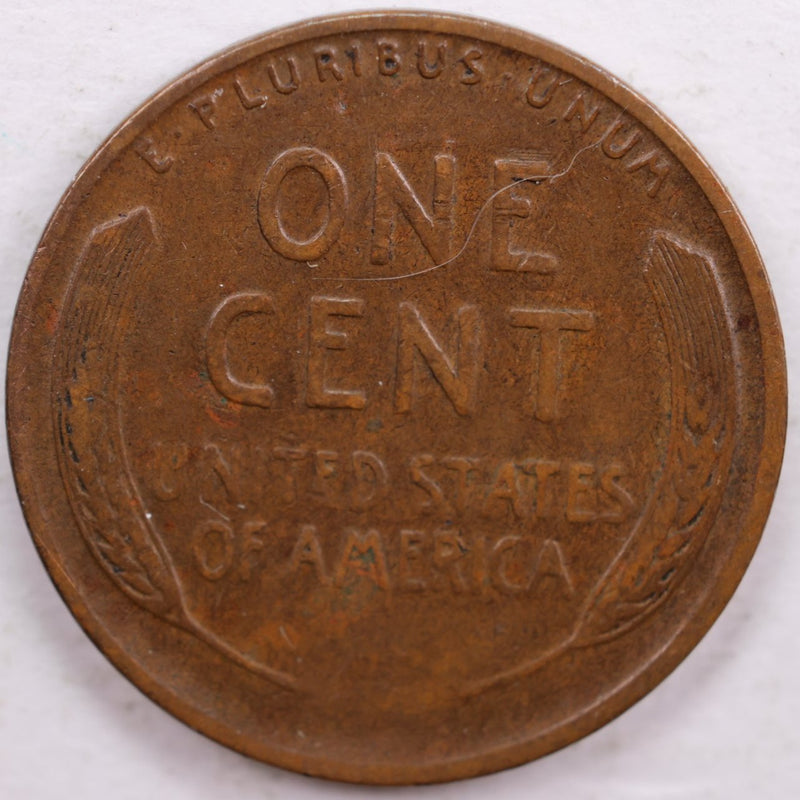 E·PLURIBUS·UNUM
ONE
CENT
UNITED STATES
OF AMERICA